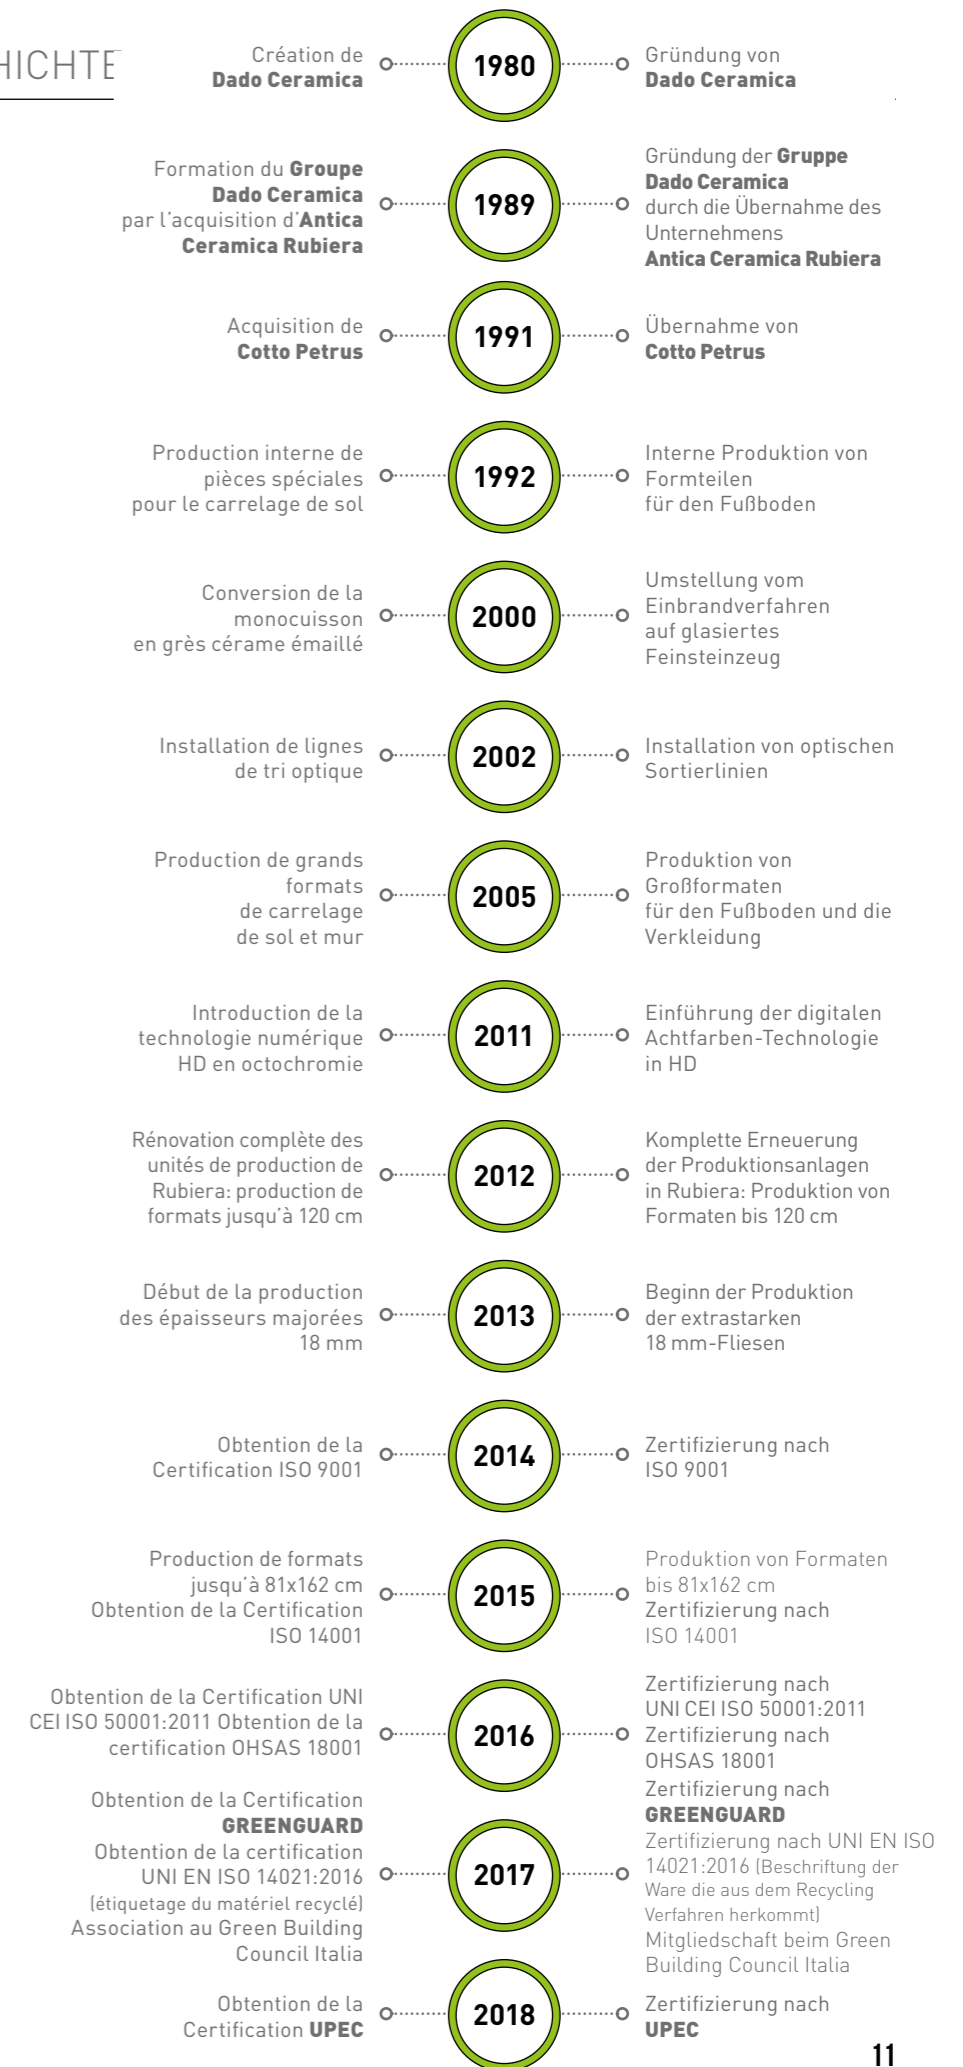 HICHTE
Création de
Dado Ceramica
1980
Gründung von
Dado Ceramica
Formation du Groupe
Dado Ceramica
par l'acquisition d'Antica
Ceramica Rubiera
1989
Gründung der Gruppe
Dado Ceramica
durch die Übernahme des
Unternehmens
Antica Ceramica Rubiera
Acquisition de
Cotto Petrus
1991
Übernahme von
Cotto Petrus
Production interne de
pièces spéciales
pour le carrelage de sol
1992
Interne Produktion von
Formteilen
für den Fußboden
Conversion de la
monocuisson
en grès cérame émaillé
2000
Umstellung vom
Einbrandverfahren
auf glasiertes
Feinsteinzeug
Installation de lignes
de tri optique
2002
Installation von optischen
Sortierlinien
Production de grands
formats
de carrelage
de sol et mur
2005
Produktion von
Großformaten
für den Fußboden und die
Verkleidung
Introduction de la
technologie numérique
HD en octochromie
2011
Einführung der digitalen
Achtfarben-Technologie
in HD
Rénovation complète des
unités de production de
Rubiera: production de
formats jusqu'à 120 cm
2012
Komplette Erneuerung
der Produktionsanlagen
in Rubiera: Produktion von
Formaten bis 120 cm
Début de la production
des épaisseurs majorées
18 mm
2013
Beginn der Produktion
der extrastarken
18 mm-Fliesen
Obtention de la
Certification ISO 9001
2014
Zertifizierung nach
ISO 9001
Production de formats
jusqu'à 81x162 cm
Obtention de la Certification
ISO 14001
2015
Produktion von Formaten
bis 81x162 cm
Zertifizierung nach
ISO 14001
Obtention de la Certification UNI
CEI ISO 50001:2011 Obtention de la
certification OHSAS 18001
2016
Zertifizierung nach
UNI CEI ISO 50001:2011
Zertifizierung nach
OHSAS 18001
Obtention de la Certification
GREENGUARD
Obtention de la certification
UNI EN ISO 14021:2016
(étiquetage du matériel recyclé)
Association au Green Building
Council Italia
2017
Zertifizierung nach
GREENGUARD
Zertifizierung nach UNI EN ISO
14021:2016 (Beschriftung der
Ware die aus dem Recycling
Verfahren herkommt)
Mitgliedschaft beim Green
Building Council Italia
Obtention de la
Certification UPEC
2018
Zertifizierung nach
UPEC
11